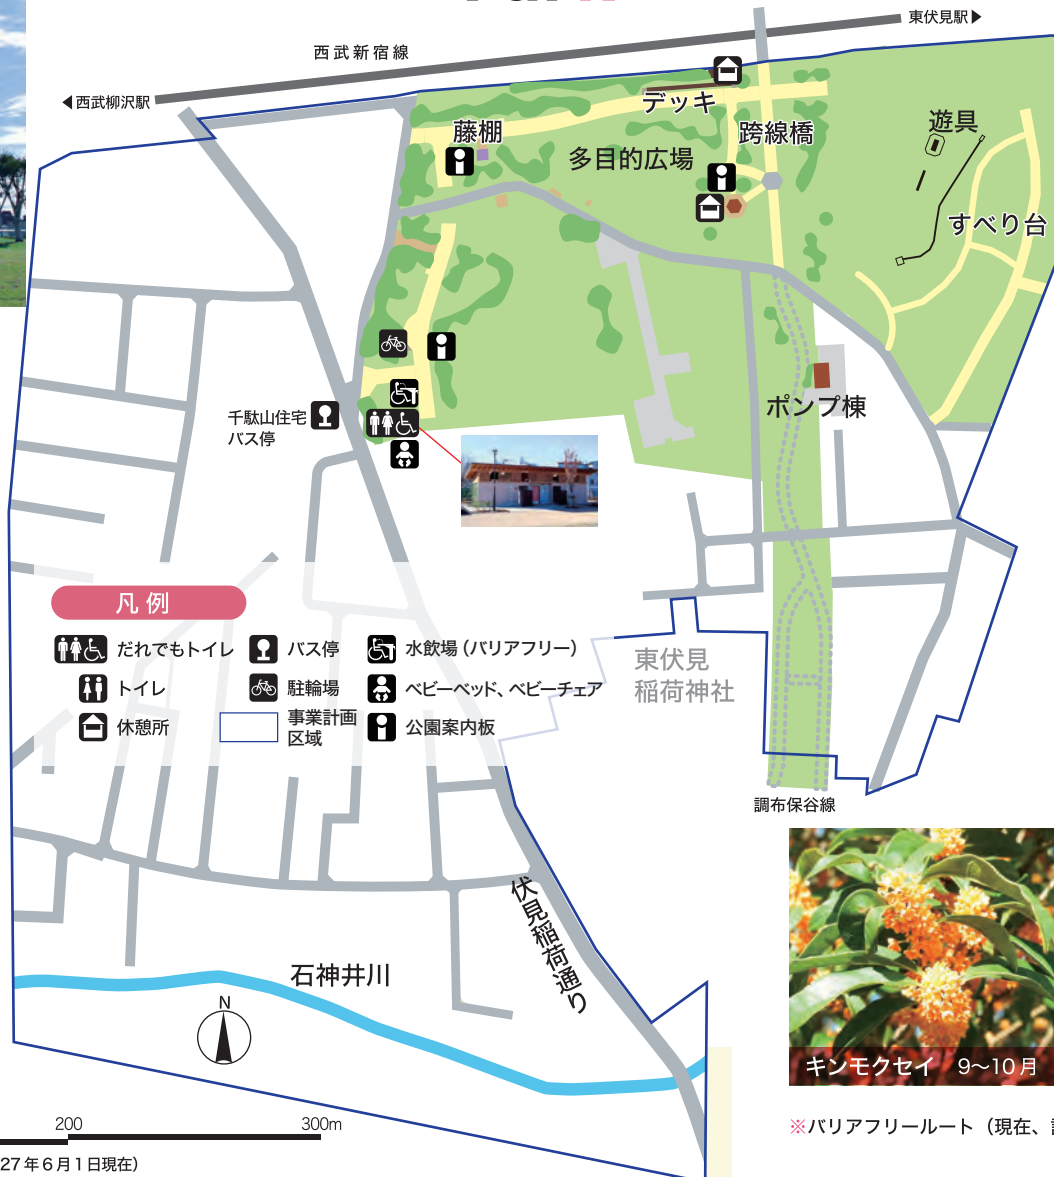 東伏見駅▶
西武新宿線
◀西武柳沢駅
デッキ
藤棚
跨線橋
遊具
多目的広場
すべり台
千駄山住宅
バス停
ポンプ棟
凡例
だれでもトイレ
バス停
水飲場（バリアフリー）
トイレ
駐輪場
ベビーベッド、ベビーチェア
休憩所
事業計画
区域
公園案内板
東伏見
稲荷神社
調布保谷線
伏見稲荷通り
石神井川
N
キンモクセイ 9〜10月
200 300m
※バリアフリールート（現在、
27年6月1日現在）